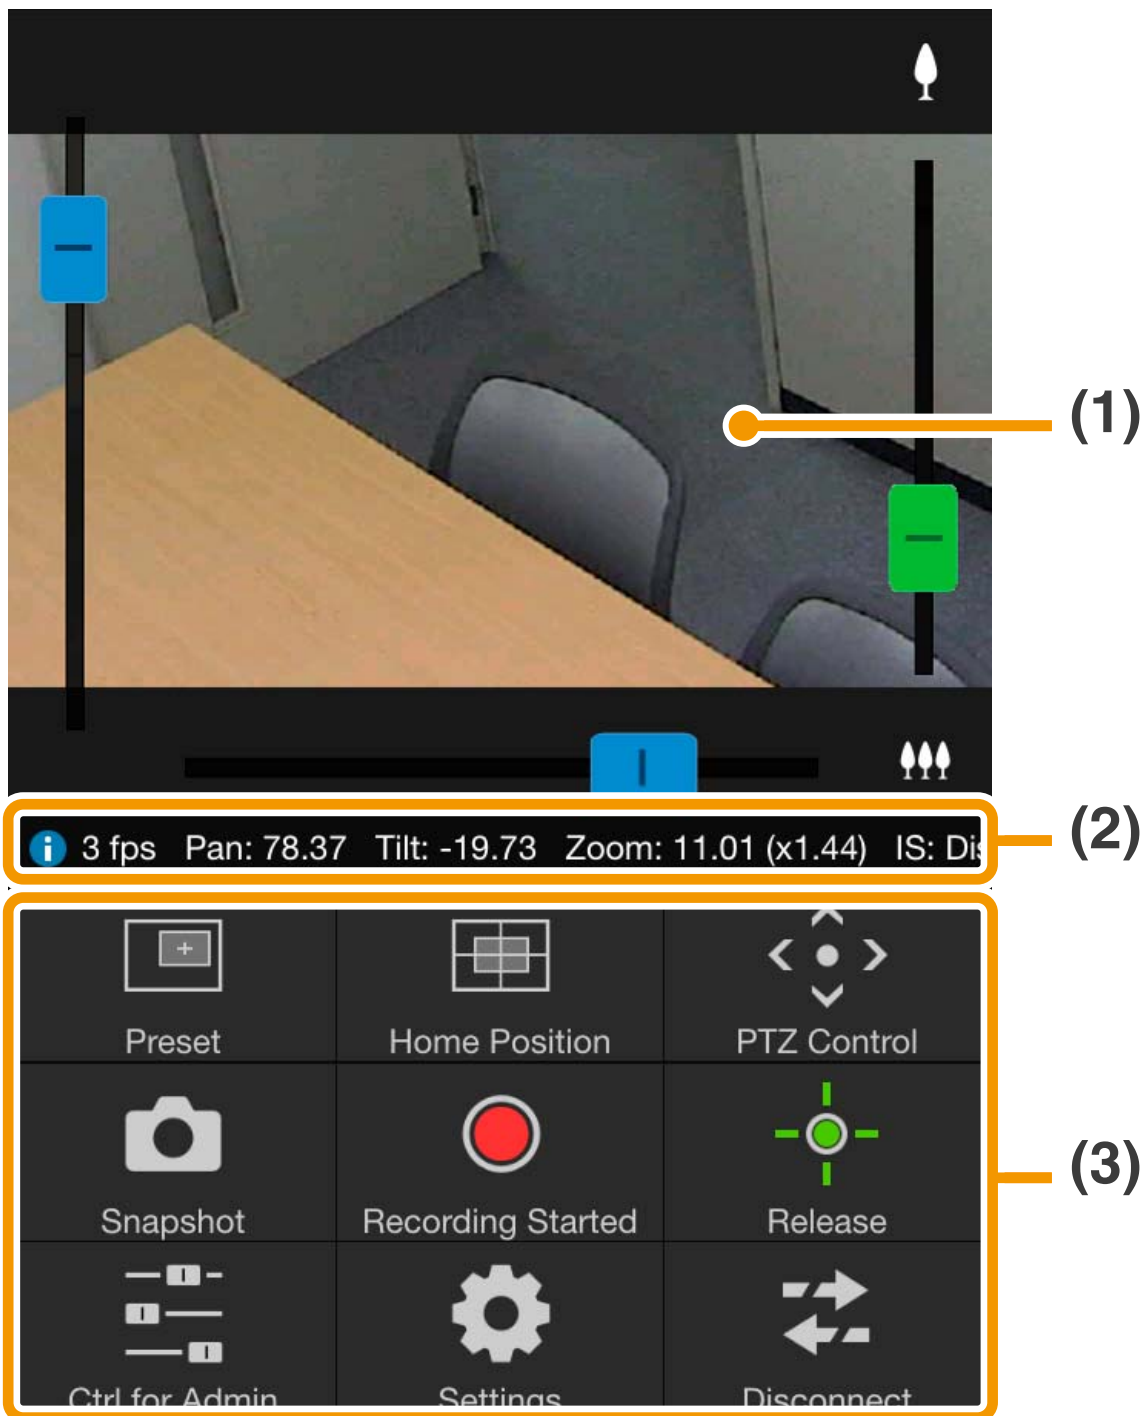 (1)
3 fps Pan: 78.37 Tilt: -19.73 Zoom: 11.01 (x1.44) IS: Dis
(2)
Preset Home Position PTZ Control
Snapshot Recording Started Release
(3)
Ctrl for Admin Settings Disconnect